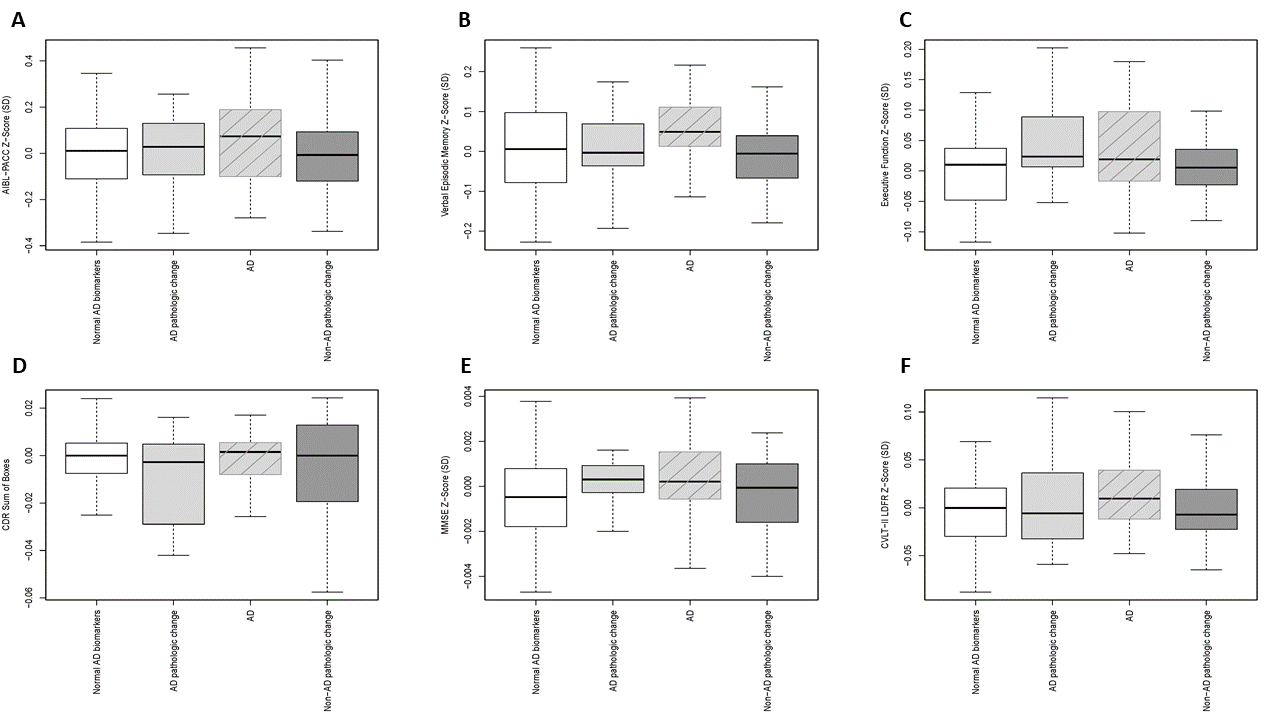 A
AIBL-PACC Z-Score (SD)
0.4
0.2
0.0
-0.2
-0.4
Normal AD biomarkers
AD pathologic change
AD
Non-AD pathologic change
B
Verbal Episodic Memory Z-Score (SD)
0.2
0.1
0.0
-0.1
-0.2
Normal AD biomarkers
AD pathologic change
AD
Non-AD pathologic change
C
Executive Function Z-Score (SD)
0.20
0.15
0.10
0.05
0.00
-0.05
-0.10
Normal AD biomarkers
AD pathologic change
AD
Non-AD pathologic change
D
CDR Sum of Boxes
0.02
0.00
-0.02
-0.04
-0.06
Normal AD biomarkers
AD pathologic change
AD
Non-AD pathologic change
E
MMSE Z-Score (SD)
0.004
0.002
0.000
-0.002
-0.004
Normal AD biomarkers
AD pathologic change
AD
Non-AD pathologic change
F
CVLT-II LDFR Z-Score (SD)
0.10
0.05
0.00
-0.05
Normal AD biomarkers
AD pathologic change
AD
Non-AD pathologic change